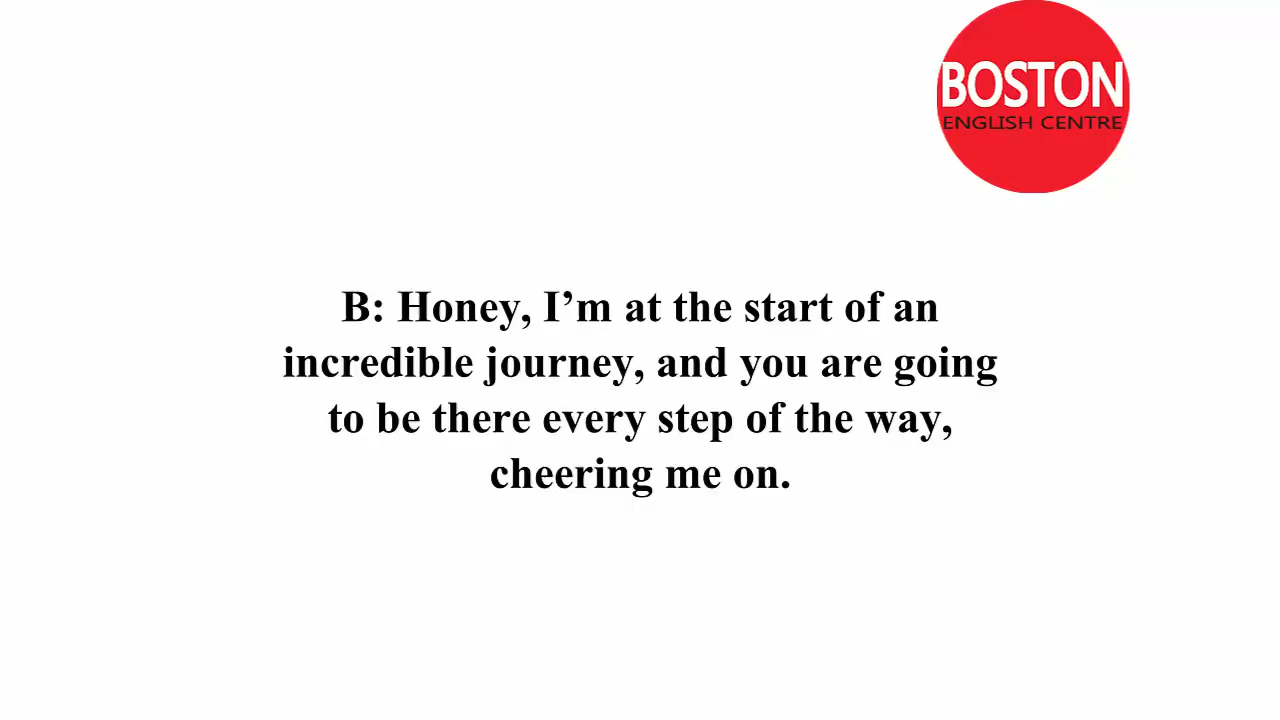 BOSTON
ENGLISH CENTRE
B: Honey, I’m at the start of an
incredible journey, and you are going
to be there every step of the way,
cheering me on.